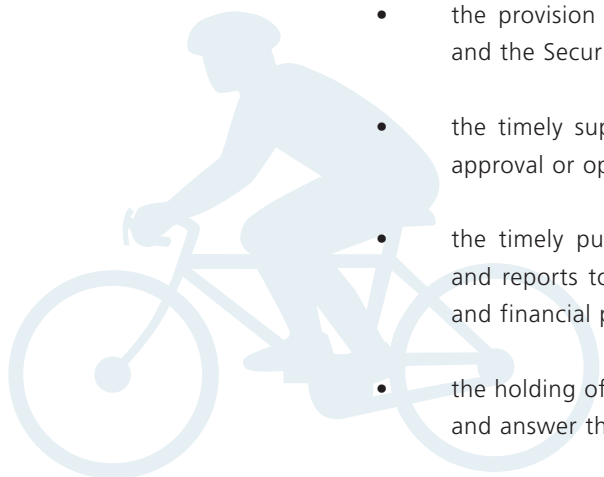 • the provision
and the Secur
• the timely sup
approval or op
• the timely pu
and reports to
and financial p
• the holding of
and answer th